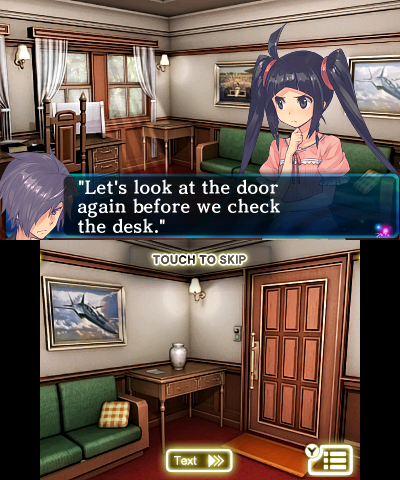 "Let's look at the door
again before we check
the desk."
TOUCH TO SKIP
Text
Y